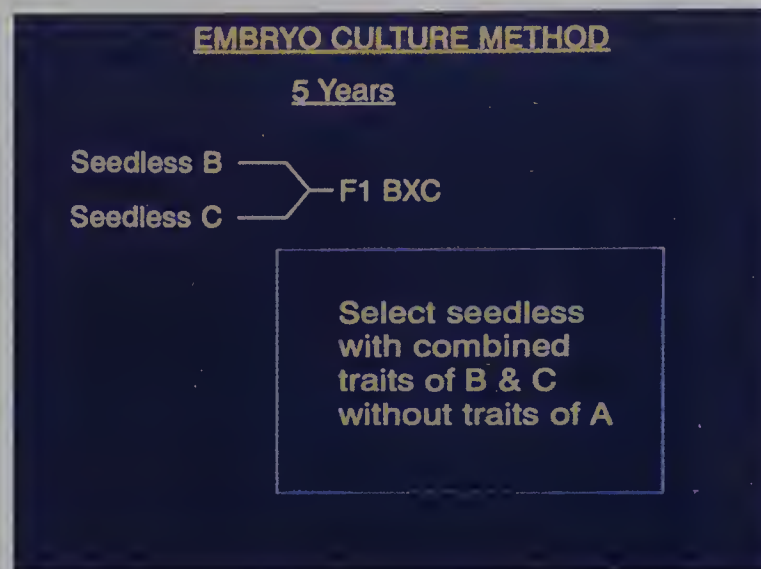 EMBRYO CULTURE METHOD
5 Years
Seedless B
F1 BXC
Seedless C
Select seedless
with combined
traits of B & C
without traits of A